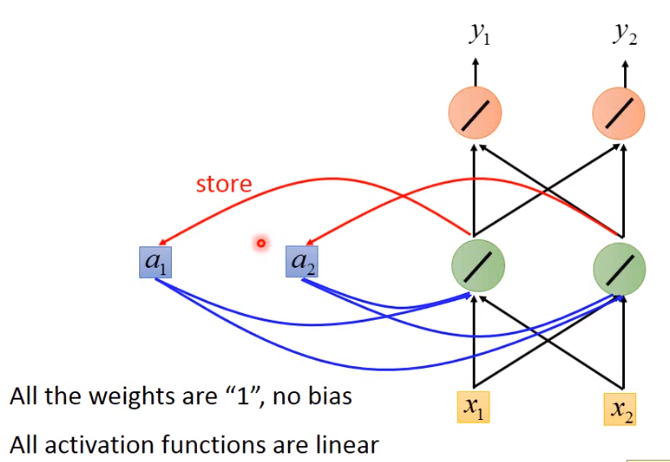 y₁ y₂
store
a₁ a₂
x₁ x₂
All the weights are “1”, no bias
All activation functions are linear